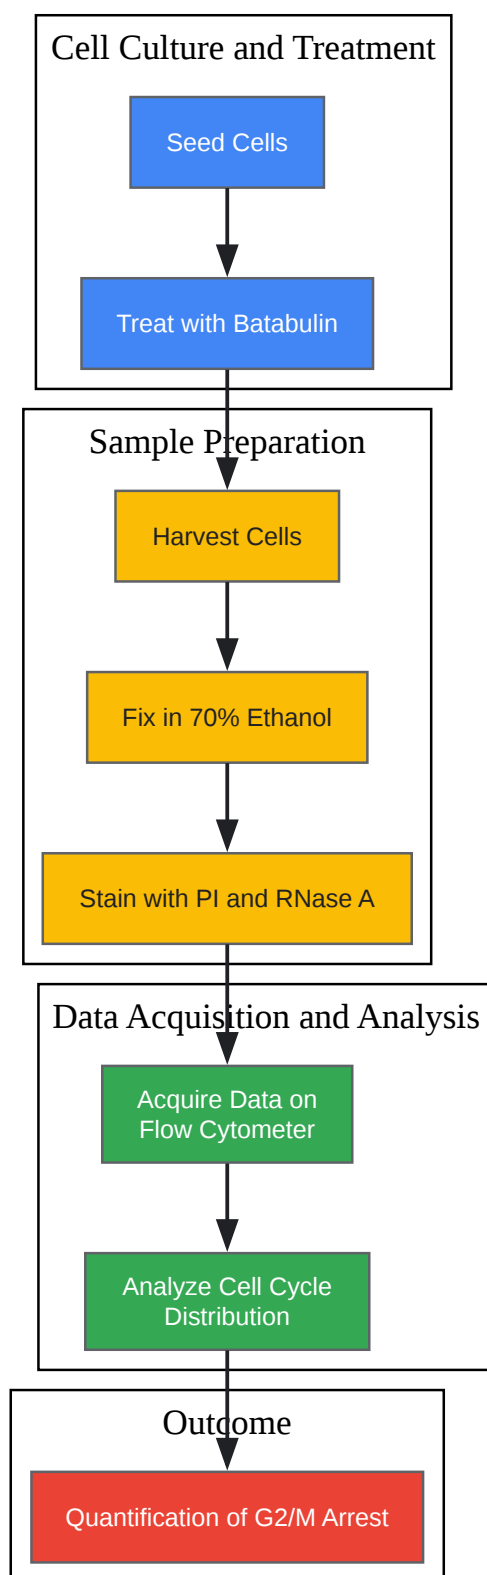 Cell Culture and Treatment
Seed Cells
Treat with Batabulin
Sample Preparation
Harvest Cells
Fix in 70% Ethanol
Stain with PI and RNase A
Data Acquisition and Analysis
Acquire Data on
Flow Cytometer
Analyze Cell Cycle
Distribution
Outcome
Quantification of G2/M Arrest